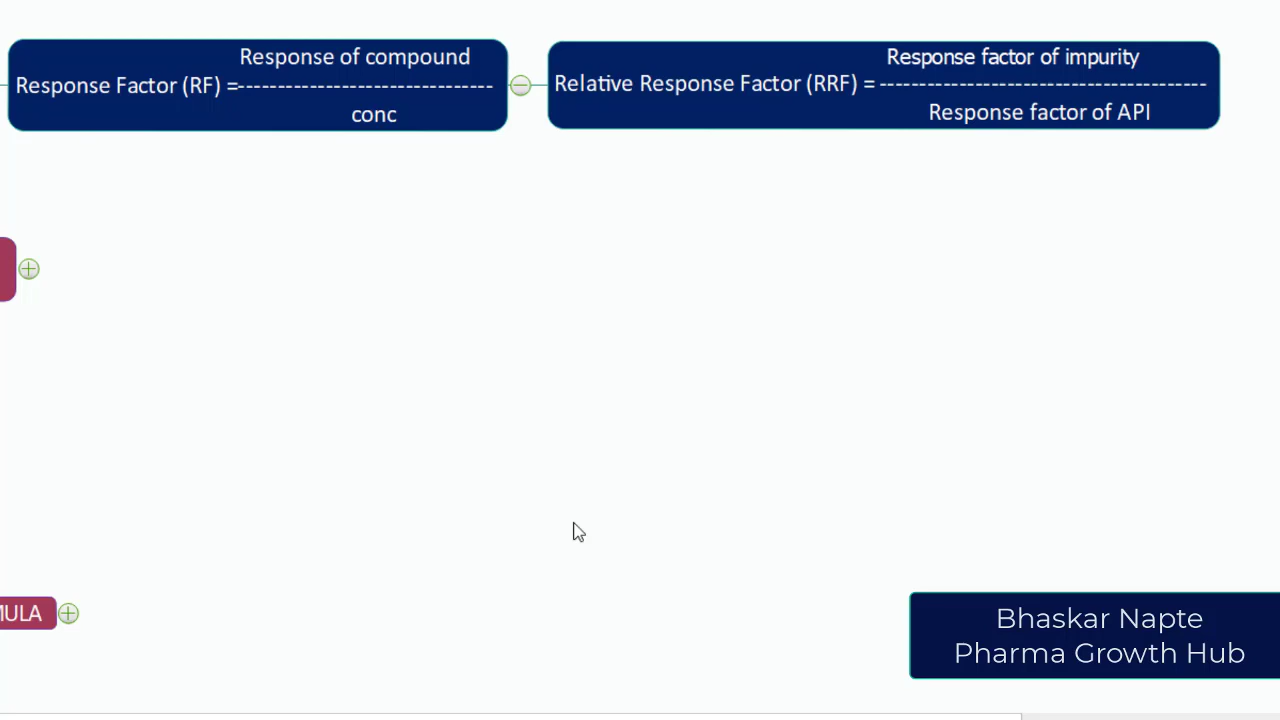 Response of compound
Response Factor (RF) =-------------------------------
conc
Response factor of impurity
Relative Response Factor (RRF) = ----------------------------------------
Response factor of API
MULA
Bhaskar Napte
Pharma Growth Hub